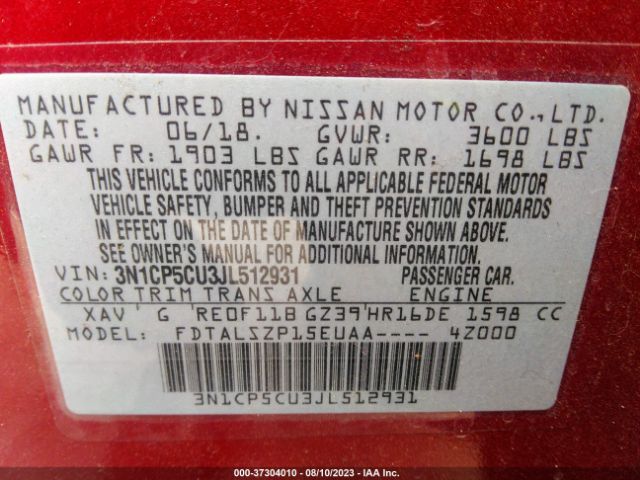 MANUFACTURED BY NISSAN MOTOR CO., LTD.
DATE: 06/18. GVWR: 3600 LBS
GAWR FR: 1903 LBS GAWR RR: 1698 LBS
THIS VEHICLE CONFORMS TO ALL APPLICABLE FEDERAL MOTOR
VEHICLE SAFETY, BUMPER AND THEFT PREVENTION STANDARDS
IN EFFECT ON THE DATE OF MANUFACTURE SHOWN ABOVE.
SEE OWNER'S MANUAL FOR ADDITIONAL INFORMATION.
VIN: 3N1CP5CU3JL512931 PASSENGER CAR.
COLOR TRIM TRANS AXLE ENGINE
XAV G RE0F11B GZ39 HR16DE 1598 CC
MODEL: FDTALSZP15EUAA---- 4Z000
3N1CP5CU3JL512931
000-37304010 - 08/10/2023 - IAA Inc.